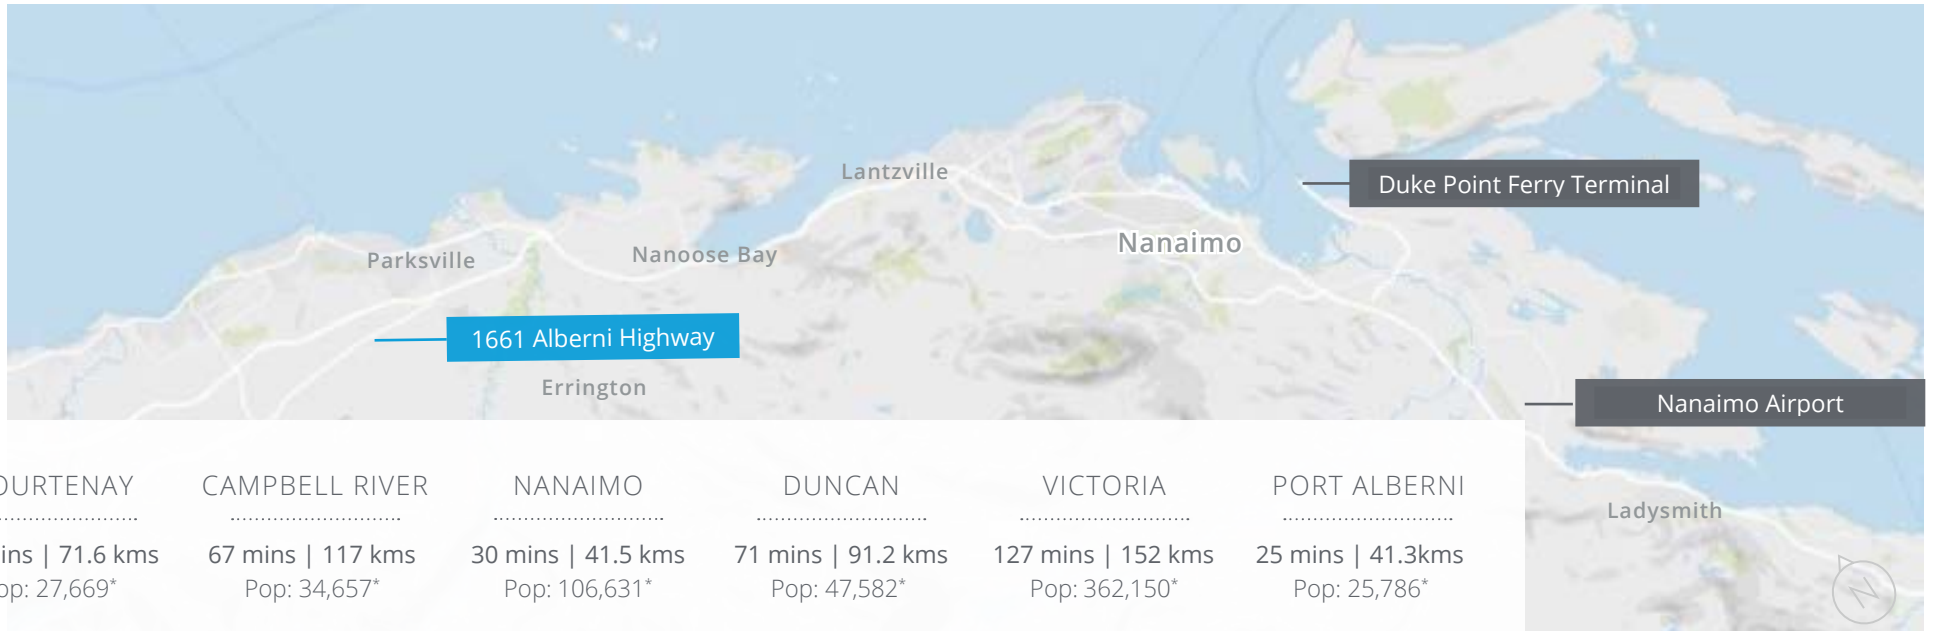 Lantzville
Duke Point Ferry Terminal
Nanaimo
Parksville
Nanoose Bay
1661 Alberni Highway
Errington
Nanaimo Airport
CAMPBELL RIVER NANAIMO DUNCAN VICTORIA PORT ALBERNI
Ladysmith
| 71.6 kms 67 mins | 117 kms 30 mins | 41.5 kms 71 mins | 91.2 kms 127 mins | 152 kms 25 mins | 41.3kms
27,669* Pop: 34,657* Pop: 106,631* Pop: 47,582* Pop: 362,150* Pop: 25,786*
N